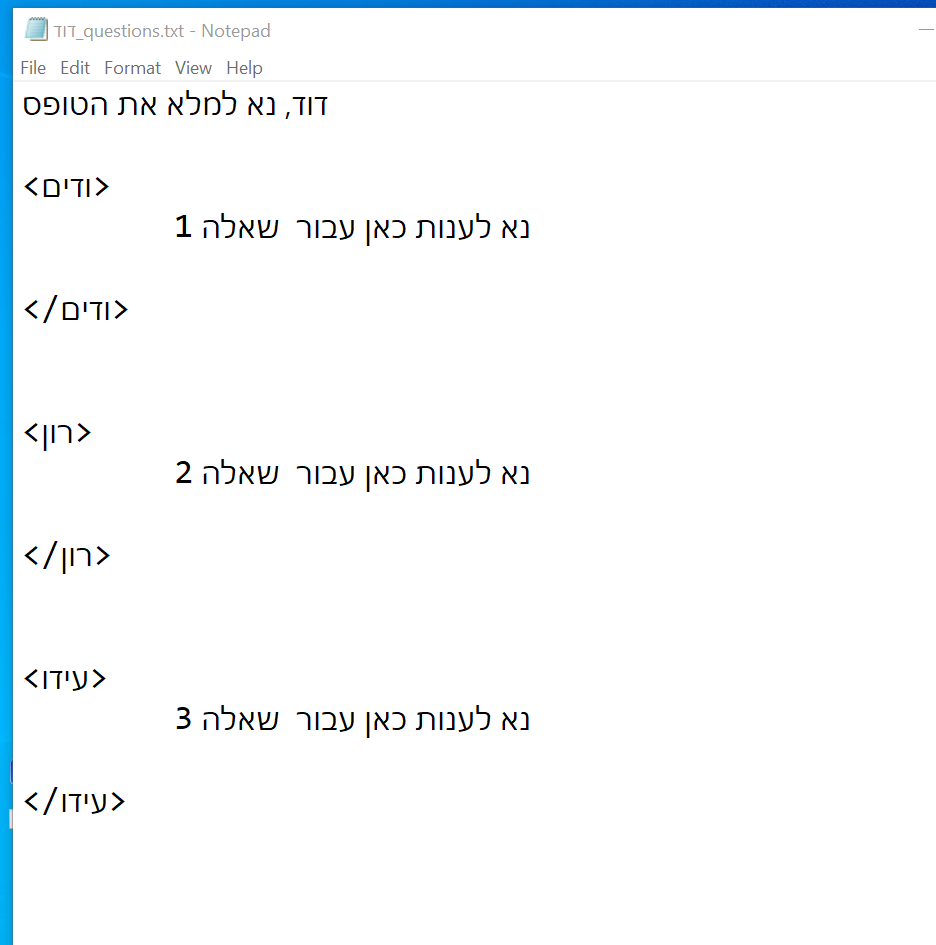 דוד_questions.txt - Notepad
File Edit Format View Help
דוד, נא למלא את הטופס
<ודים>
נא לענות כאן עבור  שאלה 1
</ודים>
<רון>
נא לענות כאן עבור  שאלה 2
</רון>
<עידו>
נא לענות כאן עבור  שאלה 3
</עידו>